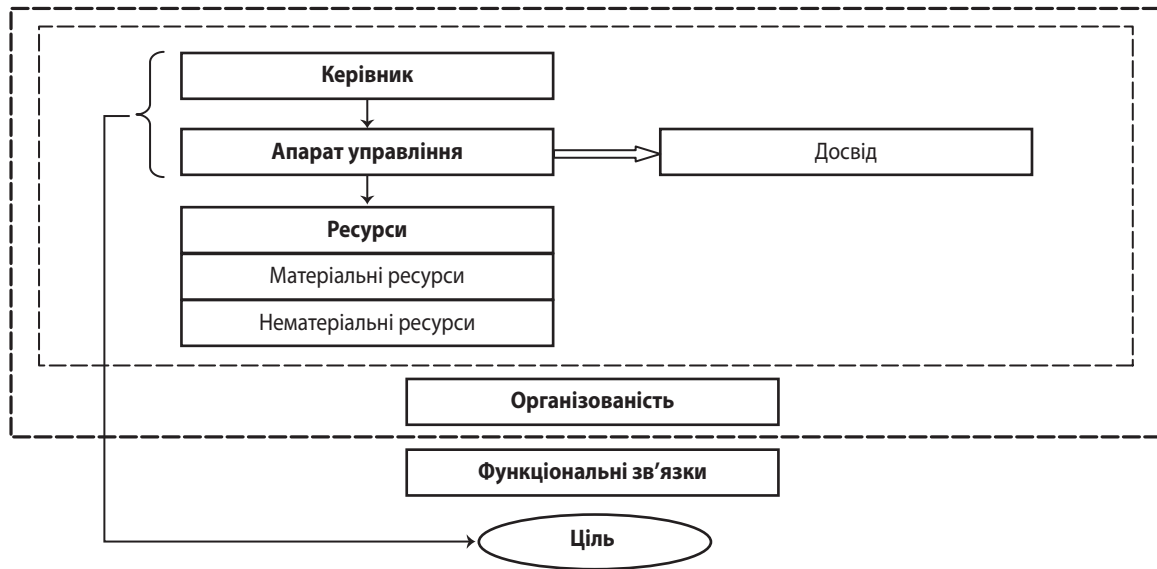 Керівник
Апарат управління
Досвід
Ресурси
Матеріальні ресурси
Нематеріальні ресурси
Організованість
Функціональні зв’язки
Ціль